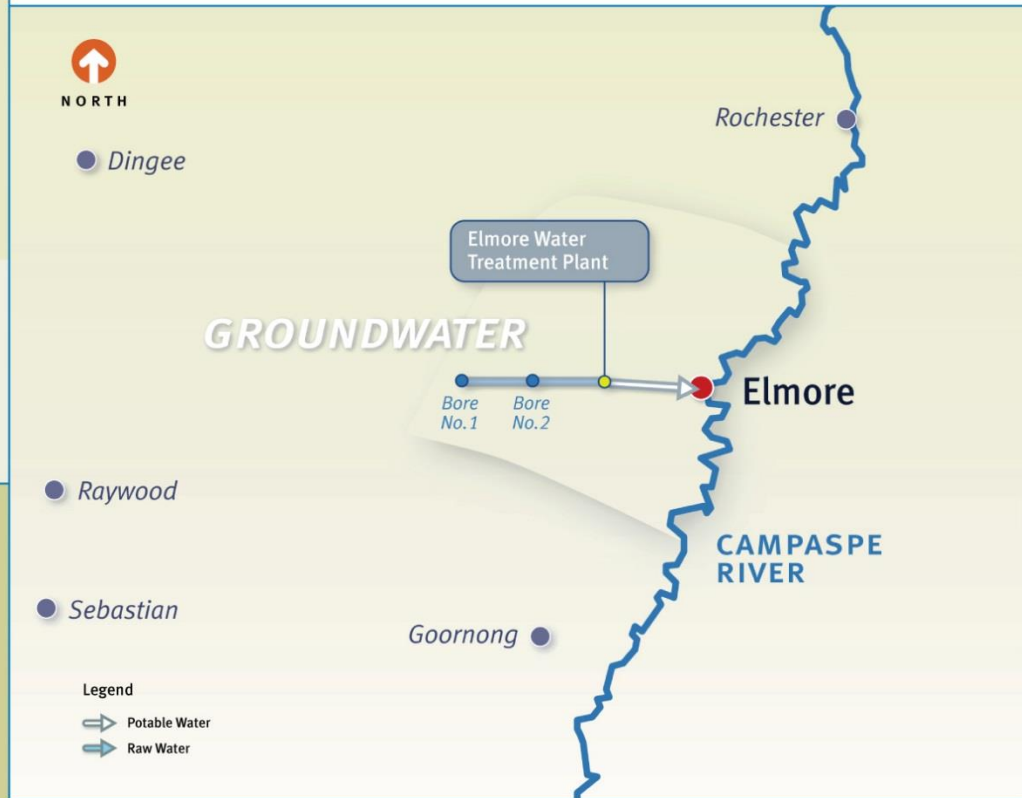 NORTH
Rochester
Dingee
Elmore Water
Treatment Plant
GROUNDWATER
Elmore
Bore
No.1
Bore
No.2
Raywood
CAMPASPE
RIVER
Sebastian
Goornong
Legend
Potable Water
Raw Water